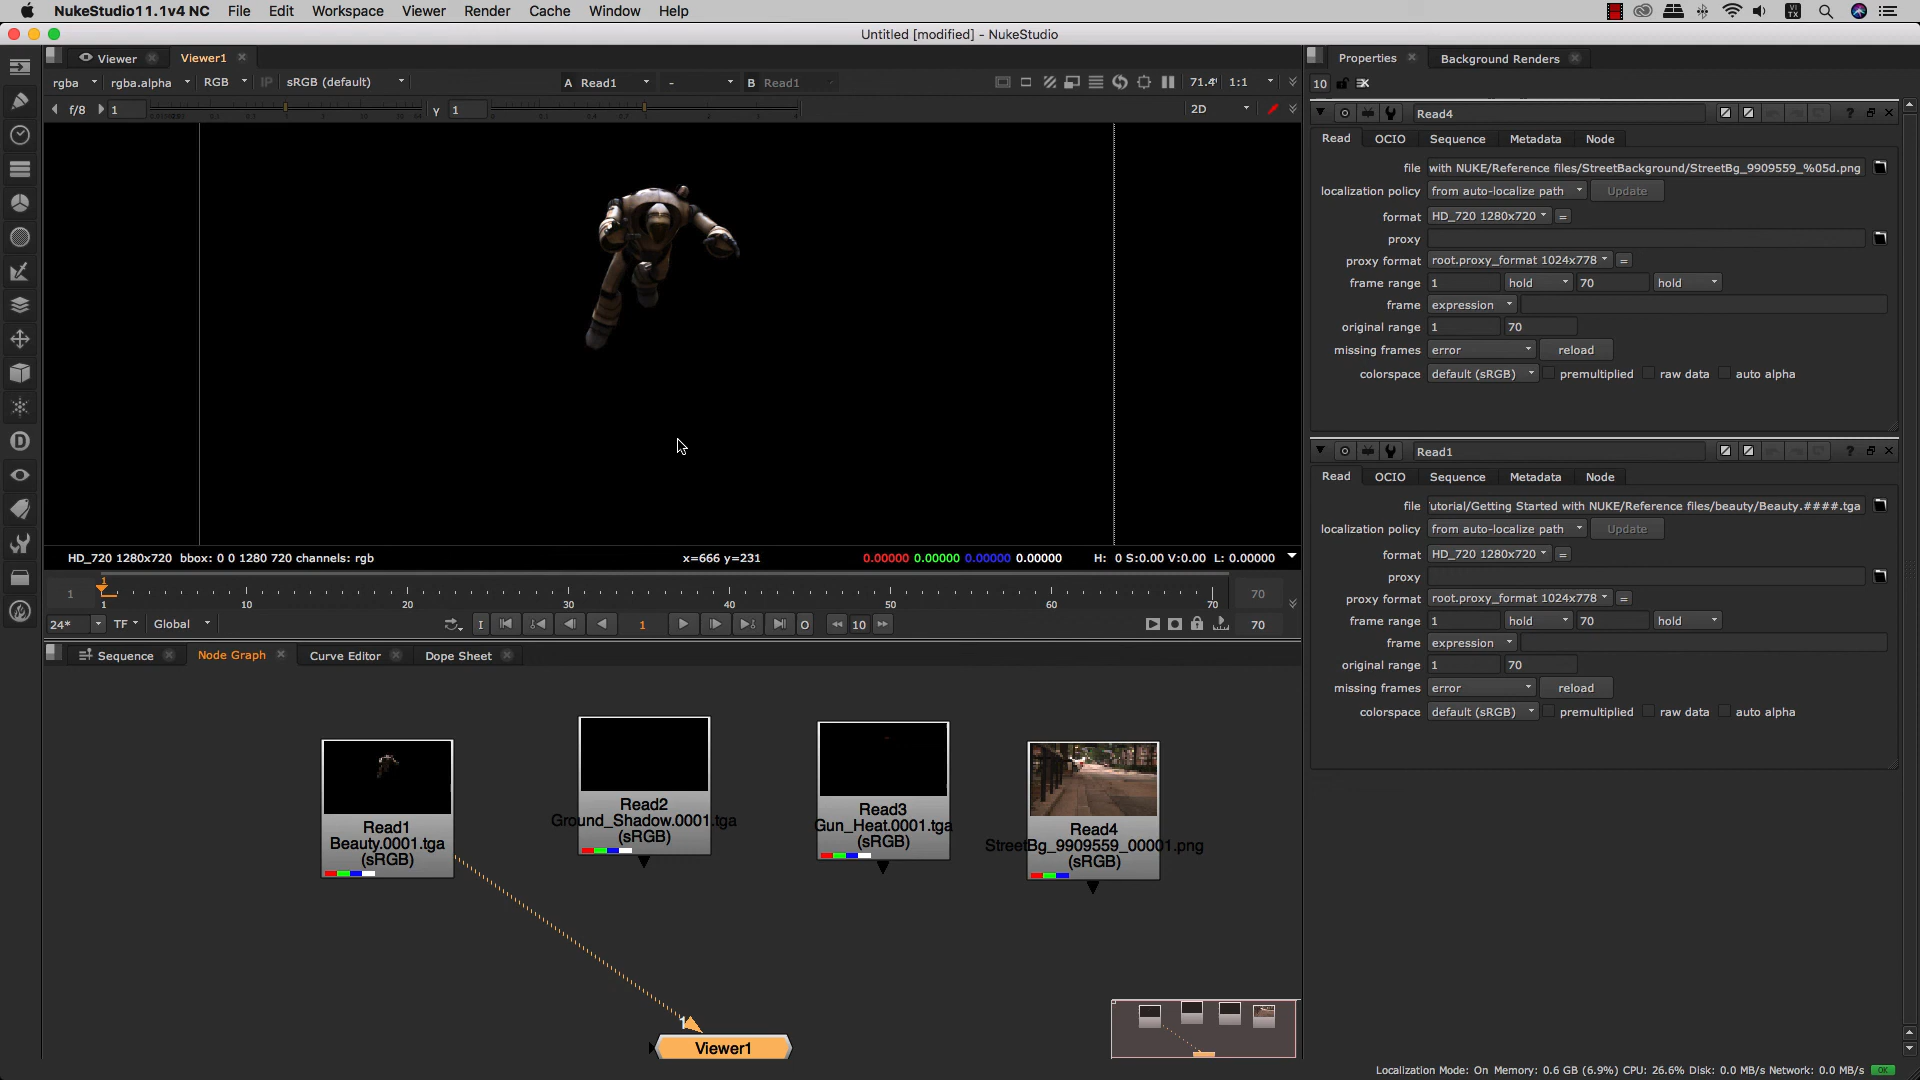 NukeStudio11.1v4 NC File Edit Workspace Viewer Render Cache Window Help
Untitled [modified] - NukeStudio
Viewer Viewer1
rgba rgba.alpha RGB IP sRGB (default) A Read1 - B Read1 71.4 1:1
f/8 1 y 1 2D
HD_720 1280x720 bbox: 0 0 1280 720 channels: rgb x=666 y=231 0.00000 0.00000 0.00000 0.00000 H: 0 S:0.00 V:0.00 L: 0.00000
1
1 1 10 20 30 40 50 60 70 70
24* TF Global I 1 O 10 70
Sequence Node Graph Curve Editor Dope Sheet
Read1
Beauty.0001.tga
(sRGB)
Read2
Ground_Shadow.0001.tga
(sRGB)
Read3
Gun_Heat.0001.tga
(sRGB)
Read4
StreetBg_9909559_00001.png
(sRGB)
1
Viewer1
Properties Background Renders
10
Read4
Read OCIO Sequence Metadata Node
file with NUKE/Reference files/StreetBackground/StreetBg_9909559_%05d.png
localization policy from auto-localize path Update
format HD_720 1280x720 =
proxy
proxy format root.proxy_format 1024x778 =
frame range 1 hold 70 hold
frame expression
original range 1 70
missing frames error reload
colorspace default (sRGB) premultiplied raw data auto alpha
Read1
Read OCIO Sequence Metadata Node
file utorial/Getting Started with NUKE/Reference files/beauty/Beauty.####.tga
localization policy from auto-localize path Update
format HD_720 1280x720 =
proxy
proxy format root.proxy_format 1024x778 =
frame range 1 hold 70 hold
frame expression
original range 1 70
missing frames error reload
colorspace default (sRGB) premultiplied raw data auto alpha
Localization Mode: On Memory: 0.6 GB (6.9%) CPU: 26.6% Disk: 0.0 MB/s Network: 0.0 MB/s OK